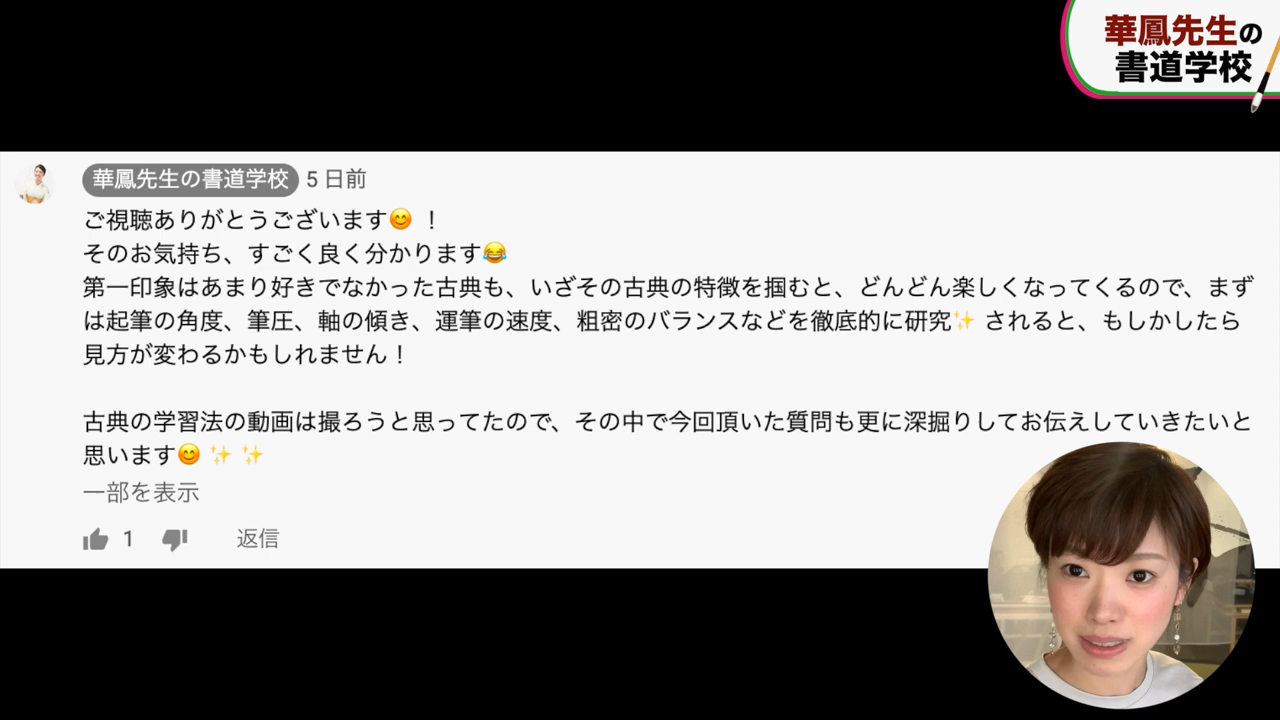 華鳳先生の
書道学校
華鳳先生の書道学校 5 日前
ご視聴ありがとうございます😊 !
そのお気持ち、すごく良く分かります😂
第一印象はあまり好きでなかった古典も、いざその古典の特徴を掴むと、どんどん楽しくなってくるので、まず
は起筆の角度、筆圧、軸の傾き、運筆の速度、粗密のバランスなどを徹底的に研究✨ されると、もしかしたら
見方が変わるかもしれません!
古典の学習法の動画は撮ろうと思ってたので、その中で今回頂いた質問も更に深掘りしてお伝えしていきたいと
思います😊 ✨ ✨
一部を表示
1 返信